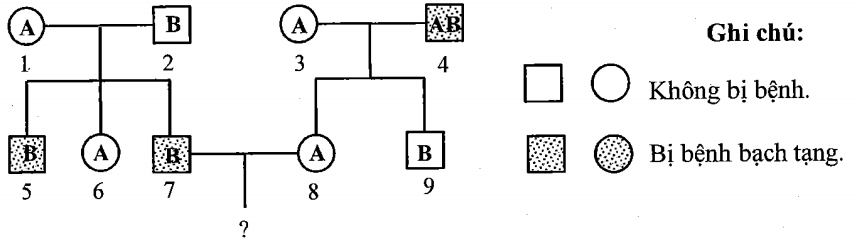 A B A AB
1 2 3 4
B A B A B
5 6 7 8 9
?
Ghi chú:
Không bị bệnh.
Bị bệnh bạch tạng.